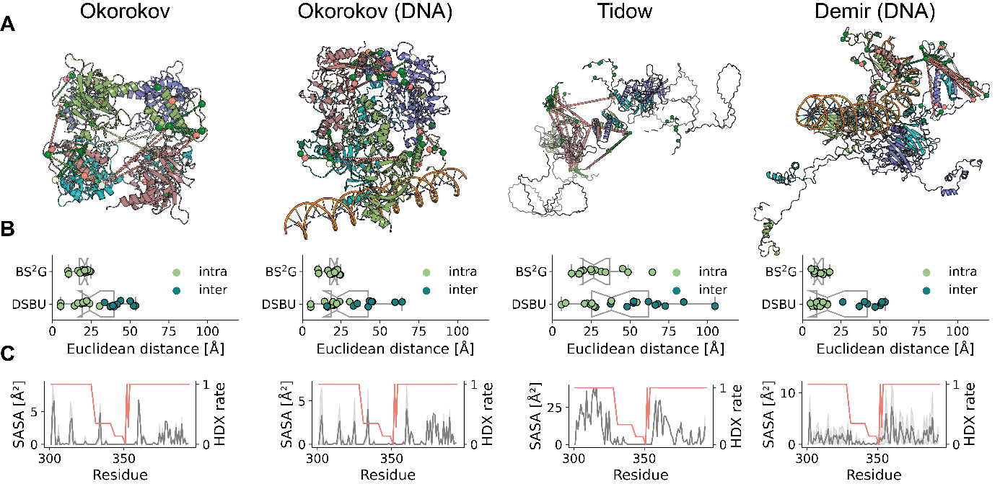 Okorokov
Okorokov (DNA)
Tidow
Demir (DNA)
A
B
BS²G
DSBU
intra
inter
0 25 50 75 100
Euclidean distance [Å]
BS²G
DSBU
intra
inter
0 25 50 75 100
Euclidean distance [Å]
BS²G
DSBU
intra
inter
0 25 50 75 100
Euclidean distance [Å]
BS²G
DSBU
intra
inter
0 25 50 75 100
Euclidean distance [Å]
C
SASA [Å²]
5
0
1
0
HDX rate
300 350
Residue
SASA [Å²]
5
0
1
0
HDX rate
300 350
Residue
SASA [Å²]
25
0
1
0
HDX rate
300 350
Residue
SASA [Å²]
10
0
1
0
HDX rate
300 350
Residue